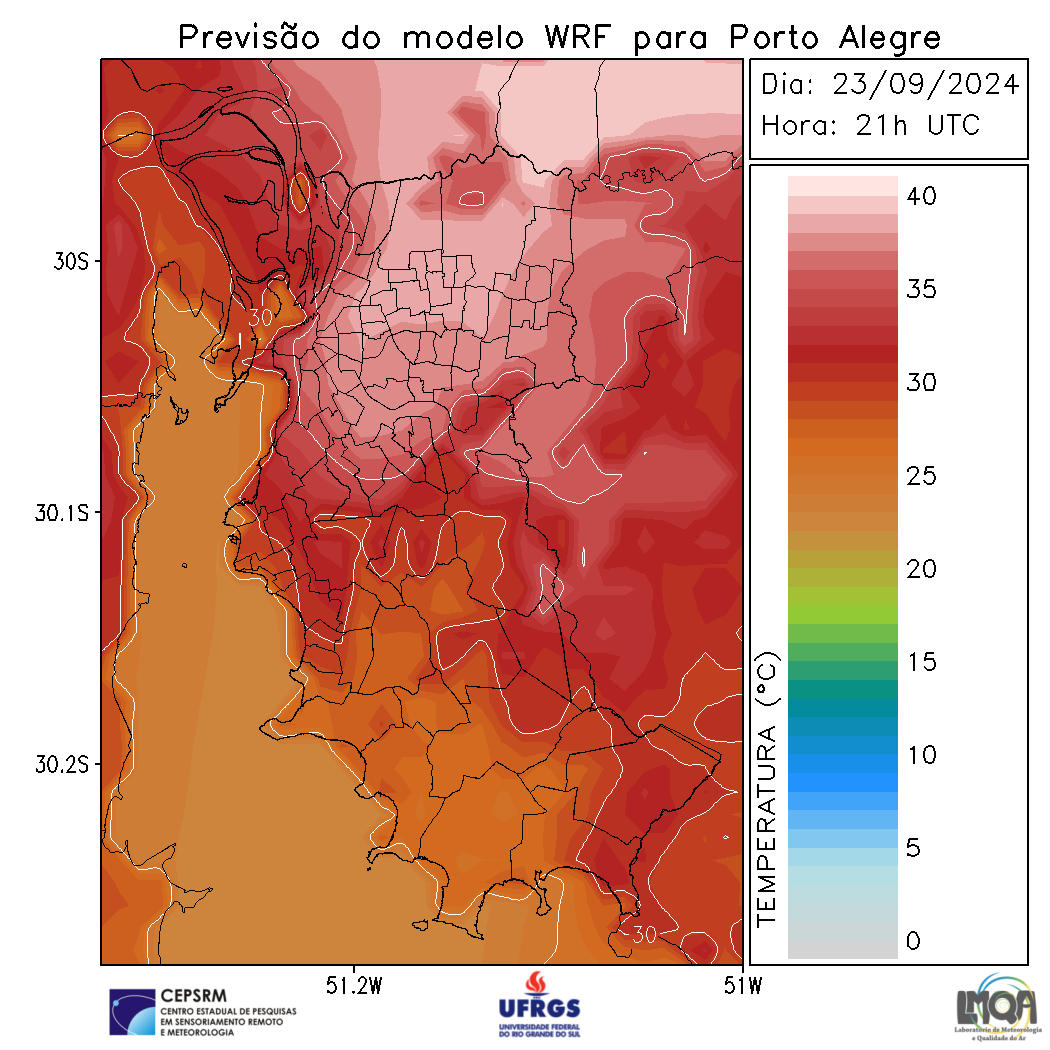 Previsão do modelo WRF para Porto Alegre
Dia: 23/09/2024
Hora: 21h UTC
40
35
30
25
20
15
10
5
0
TEMPERATURA (°C)
30S
30.1S
30.2S
30
30
51.2W
51W
CEPSRM
CENTRO ESTADUAL DE PESQUISAS
EM SENSORIAMENTO REMOTO
E METEOROLOGIA
UFRGS
UNIVERSIDADE FEDERAL
DO RIO GRANDE DO SUL
LMQA
Laboratório de Meteorologia
e Qualidade do Ar